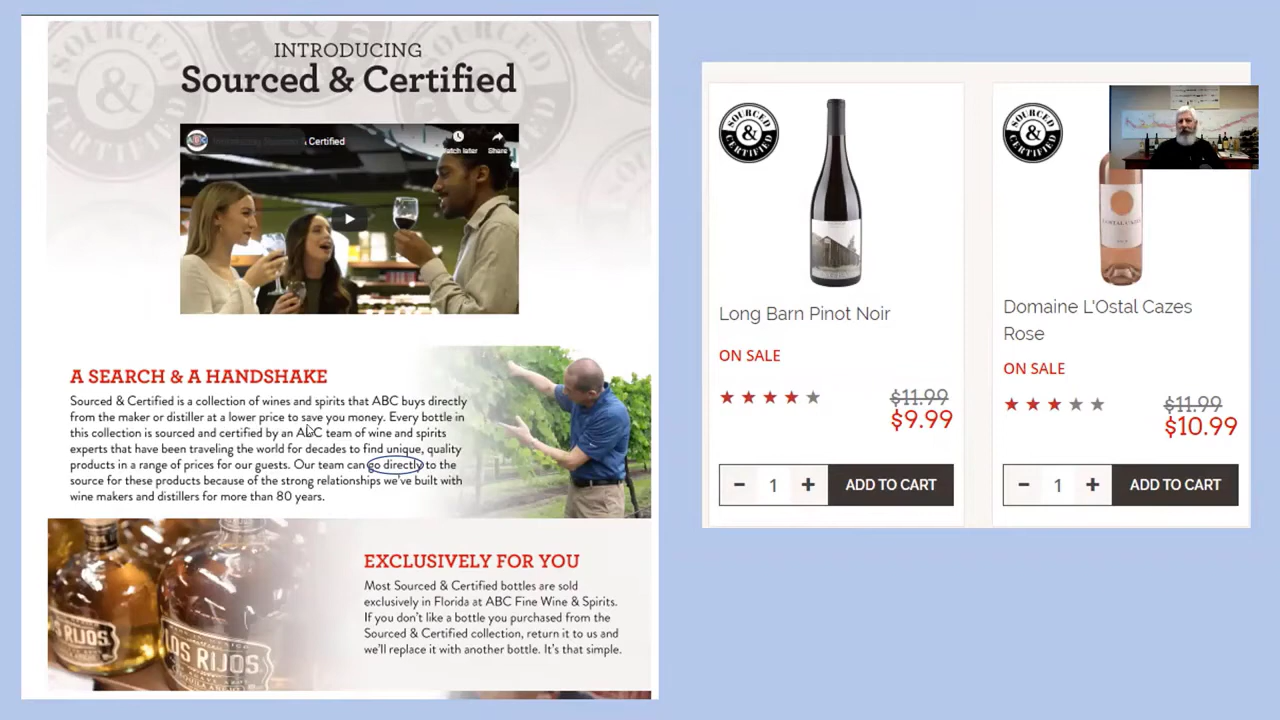 INTRODUCING
Sourced & Certified
Certified
Watch later
Share
A SEARCH & A HANDSHAKE
Sourced & Certified is a collection of wines and spirits that ABC buys directly
from the maker or distiller at a lower price to save you money. Every bottle in
this collection is sourced and certified by an ABC team of wine and spirits
experts that have been traveling the world for decades to find unique, quality
products in a range of prices for our guests. Our team can go directly to the
source for these products because of the strong relationships we've built with
wine makers and distillers for more than 80 years.
LOS RIJOS
EXCLUSIVELY FOR YOU
Most Sourced & Certified bottles are sold
exclusively in Florida at ABC Fine Wine & Spirits.
If you don't like a bottle you purchased from the
Sourced & Certified collection, return it to us and
we'll replace it with another bottle. It's that simple.
SOURCED & CERTIFIED
Long Barn Pinot Noir
ON SALE
$11.99
$9.99
- 1 + ADD TO CART
SOURCED & CERTIFIED
Domaine L'Ostal Cazes
Rose
ON SALE
$11.99
$10.99
- 1 + ADD TO CART